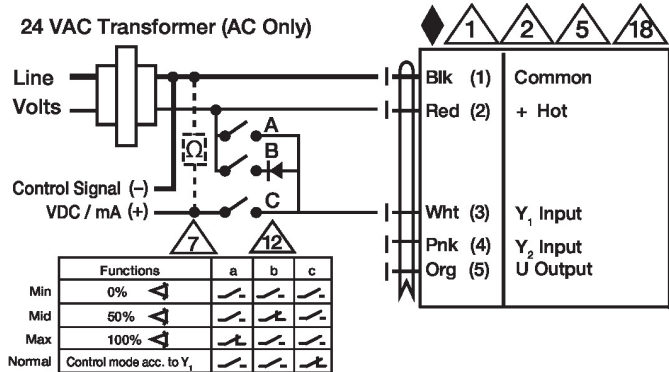 24 VAC Transformer (AC Only)
1 2 5 18
Line
Volts
Blk (1) Common
Red (2) + Hot
A
Ω
B
Control Signal (–)
VDC / mA (+)
C
Wht (3) Y₁ Input
Pnk (4) Y₂ Input
Org (5) U Output
7 12
Functions a b c
Min 0%
Mid 50%
Max 100%
Normal Control mode acc. to Y₁